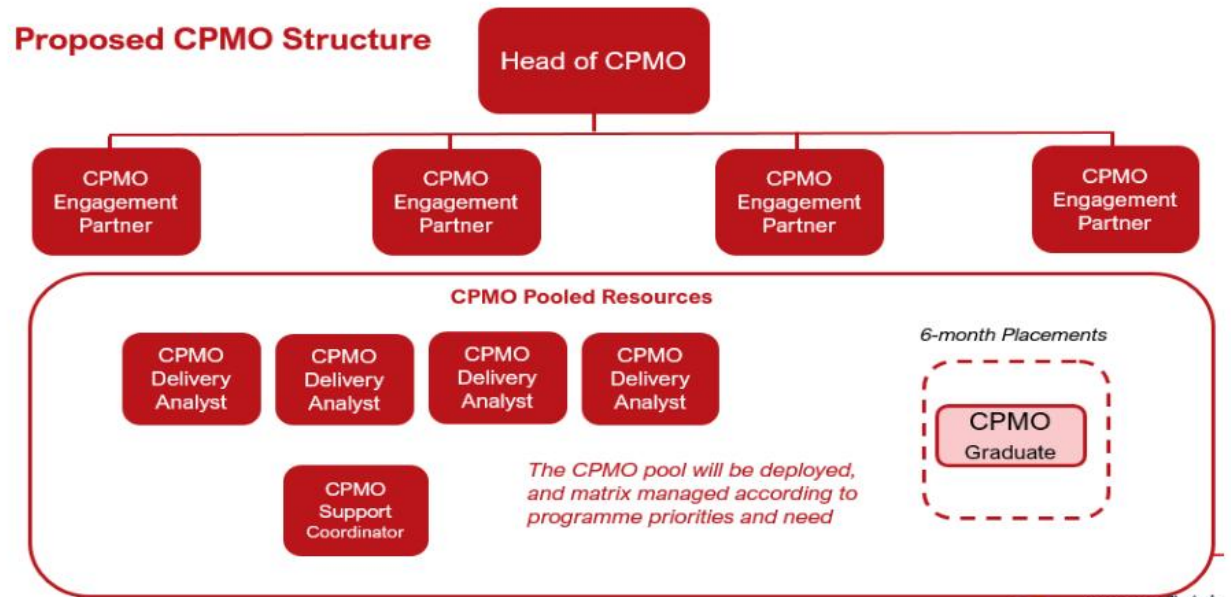 Proposed CPMO Structure
Head of CPMO
CPMO
Engagement
Partner
CPMO
Engagement
Partner
CPMO
Engagement
Partner
CPMO
Engagement
Partner
CPMO Pooled Resources
CPMO
Delivery
Analyst
CPMO
Delivery
Analyst
CPMO
Delivery
Analyst
CPMO
Delivery
Analyst
6-month Placements
CPMO
Graduate
CPMO
Support
Coordinator
The CPMO pool will be deployed,
and matrix managed according to
programme priorities and need